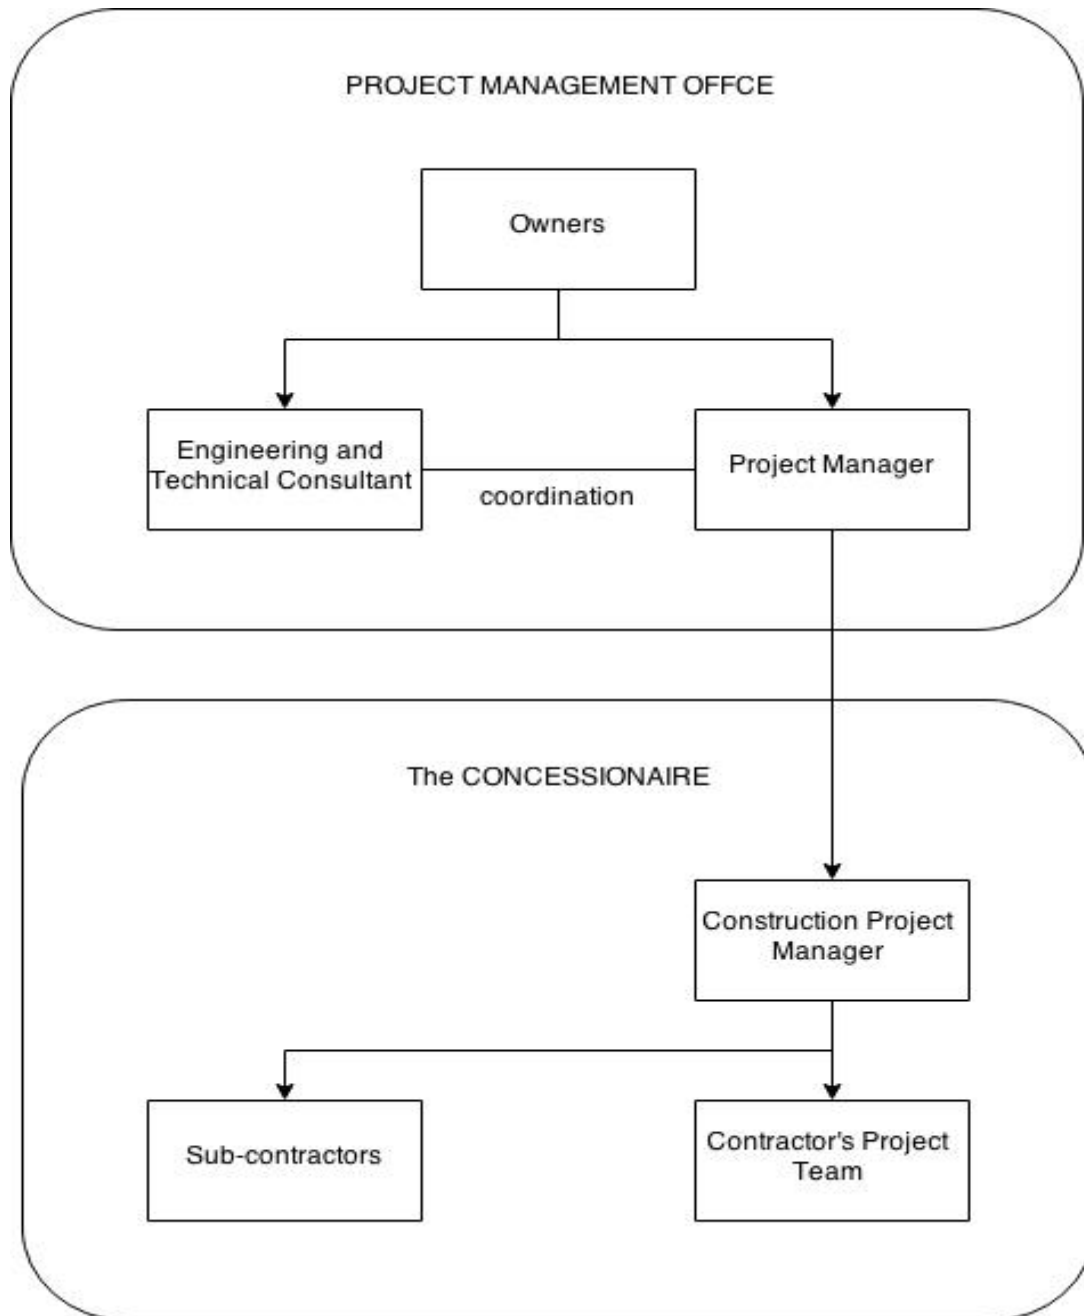 PROJECT MANAGEMENT OFFCE
Owners
Engineering and
Technical Consultant
coordination
Project Manager
The CONCESSIONAIRE
Construction Project
Manager
Sub-contractors
Contractor's Project
Team